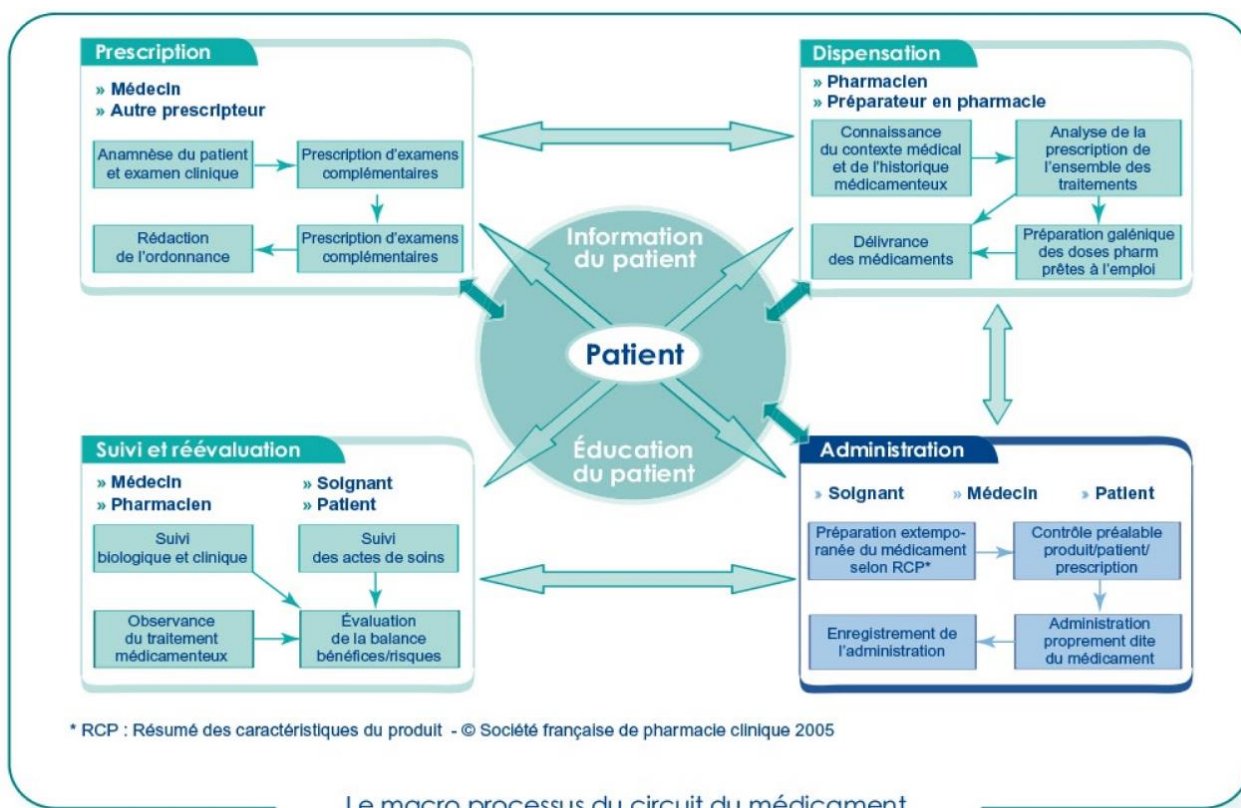 Prescription
» Médecin
» Autre prescripteur
Anamnèse du patient
et examen clinique
Prescription d'examens
complémentaires
Rédaction
de l'ordonnance
Prescription d'examens
complémentaires
Dispensation
» Pharmacien
» Préparateur en pharmacie
Connaissance
du contexte médical
et de l'historique
médicamenteux
Analyse de la
prescription de
l'ensemble des
traitements
Délivrance
des médicaments
Préparation galénique
des doses pharm
prêtes à l'emploi
Information
du patient
Patient
Éducation
du patient
Suivi et réévaluation
» Médecin
» Pharmacien
» Soignant
» Patient
Suivi
biologique et clinique
Suivi
des actes de soins
Observance
du traitement
médicamenteux
Évaluation
de la balance
bénéfices/risques
Administration
» Soignant
» Médecin
» Patient
Préparation extempo-
ranée du médicament
selon RCP*
Contrôle préalable
produit/patient/
prescription
Enregistrement de
l'administration
Administration
proprement dite
du médicament
* RCP : Résumé des caractéristiques du produit - © Société française de pharmacie clinique 2005
Le macro processus du circuit du médicament